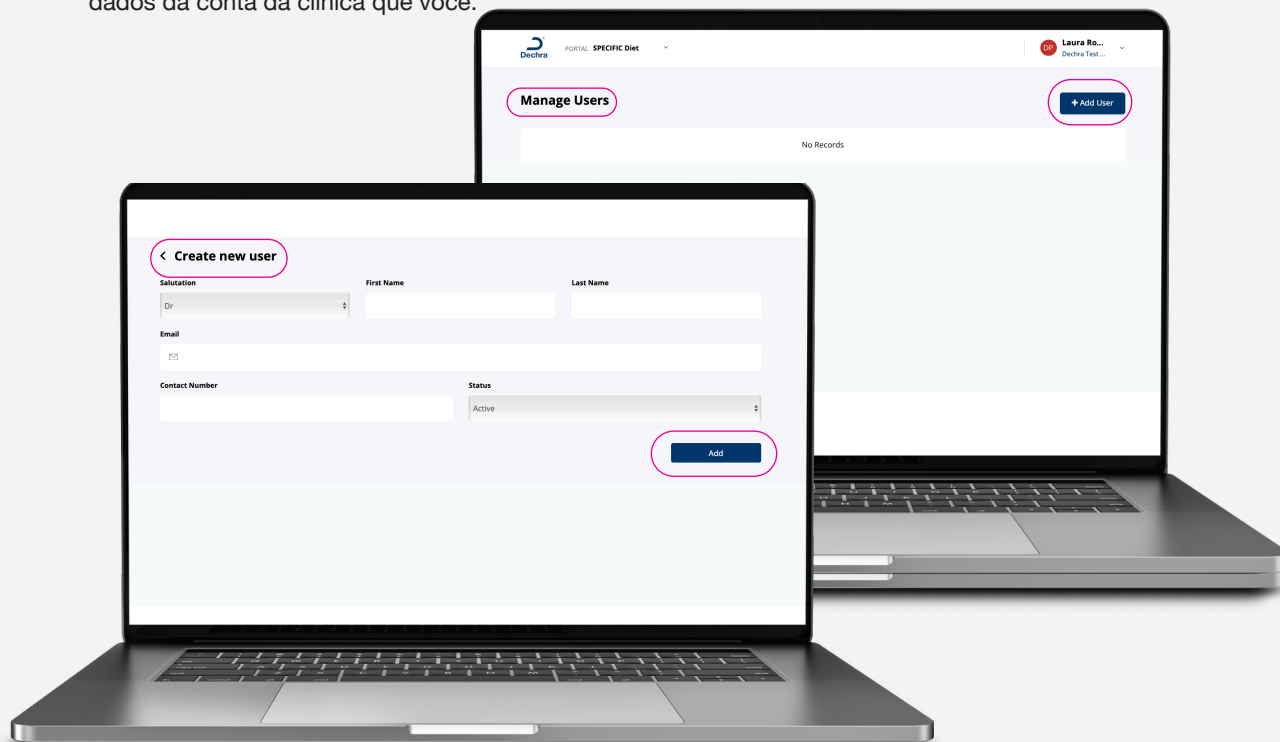 dados da conta da clínica que você.
Dechra
PORTAL SPECIFIC Diet
DP
Laura Ro...
Dechra Test ...
Manage Users
+ Add User
No Records
< Create new user
Salutation
First Name
Last Name
Dr
Email
Contact Number
Status
Active
Add